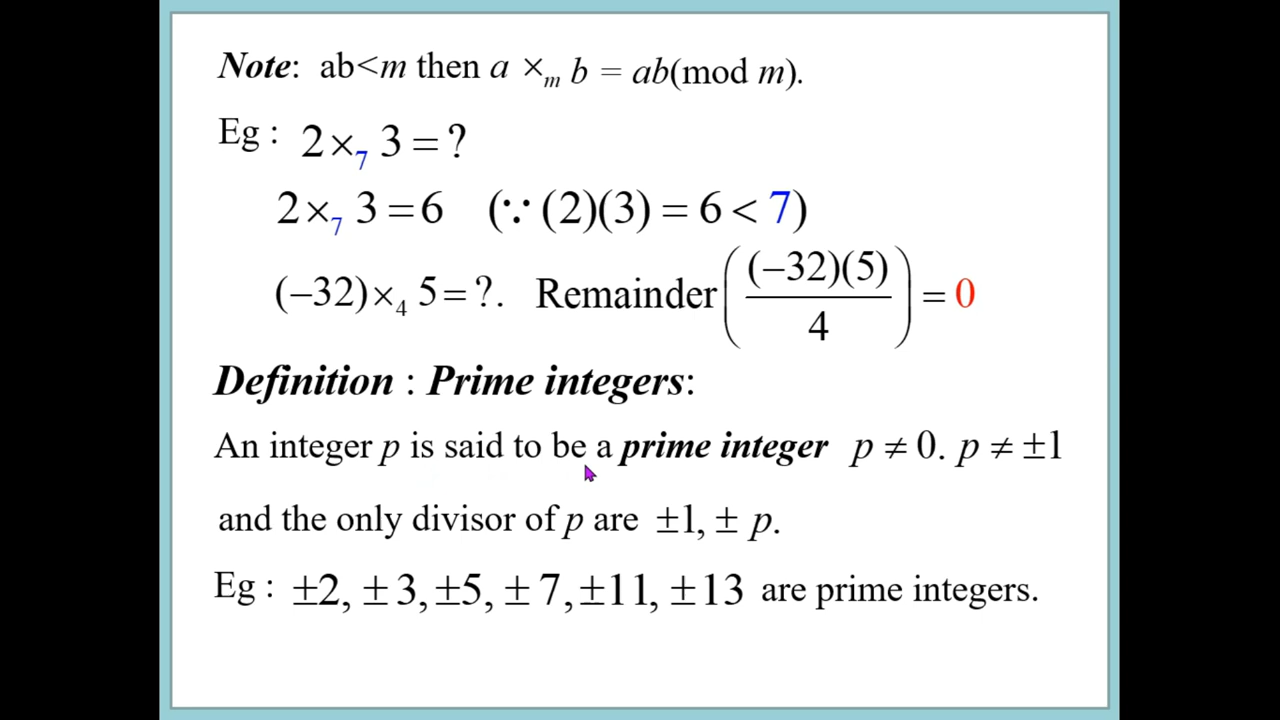 Note: ab<m then a ×ₘ b = ab(mod m).
Eg : 2 ×₇ 3 = ?
2 ×₇ 3 = 6 (∵ (2)(3) = 6 < 7)
(–32) ×₄ 5 = ?. Remainder ( (–32)(5) / 4 ) = 0
Definition : Prime integers:
An integer p is said to be a prime integer p ≠ 0. p ≠ ±1
and the only divisor of p are ±1, ± p.
Eg : ±2, ± 3, ±5, ± 7, ±11, ±13 are prime integers.